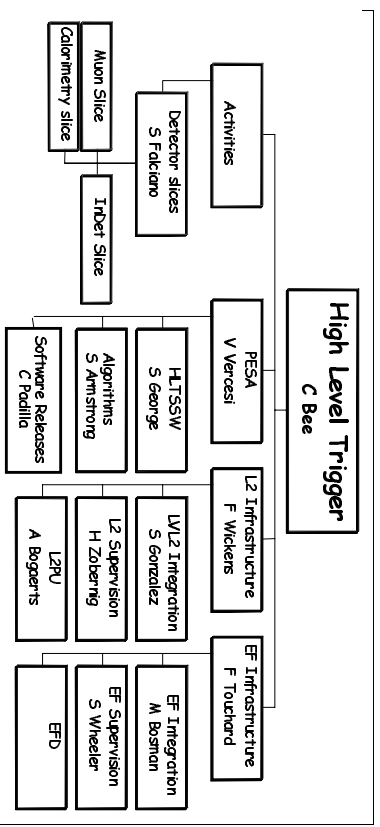 High Level Trigger
C Bee
Activities
Detector slices
S Falciano
Muon Slice
Calorimetry slice
InDet Slice
PESA
V Vercesi
HLTSSW
S George
Algorithms
S Armstrong
Software Releases
C Padilla
L2 Infrastructure
F Wickens
LVL2 Integration
S Gonzalez
L2 Supervision
H Zobernig
L2PU
A Bogaerts
EF Infrastructure
F Touchard
EF Integration
M Bosman
EF Supervision
S Wheeler
EFD